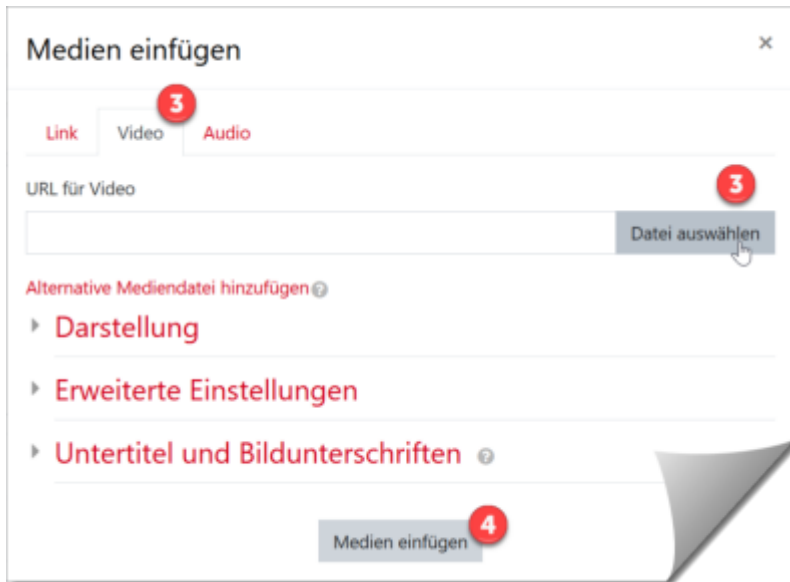 Medien einfügen ×
3
Link Video Audio
URL für Video
3
Datei auswählen
Alternative Mediendatei hinzufügen ?
Darstellung
Erweiterte Einstellungen
Untertitel und Bildunterschriften ?
4
Medien einfügen